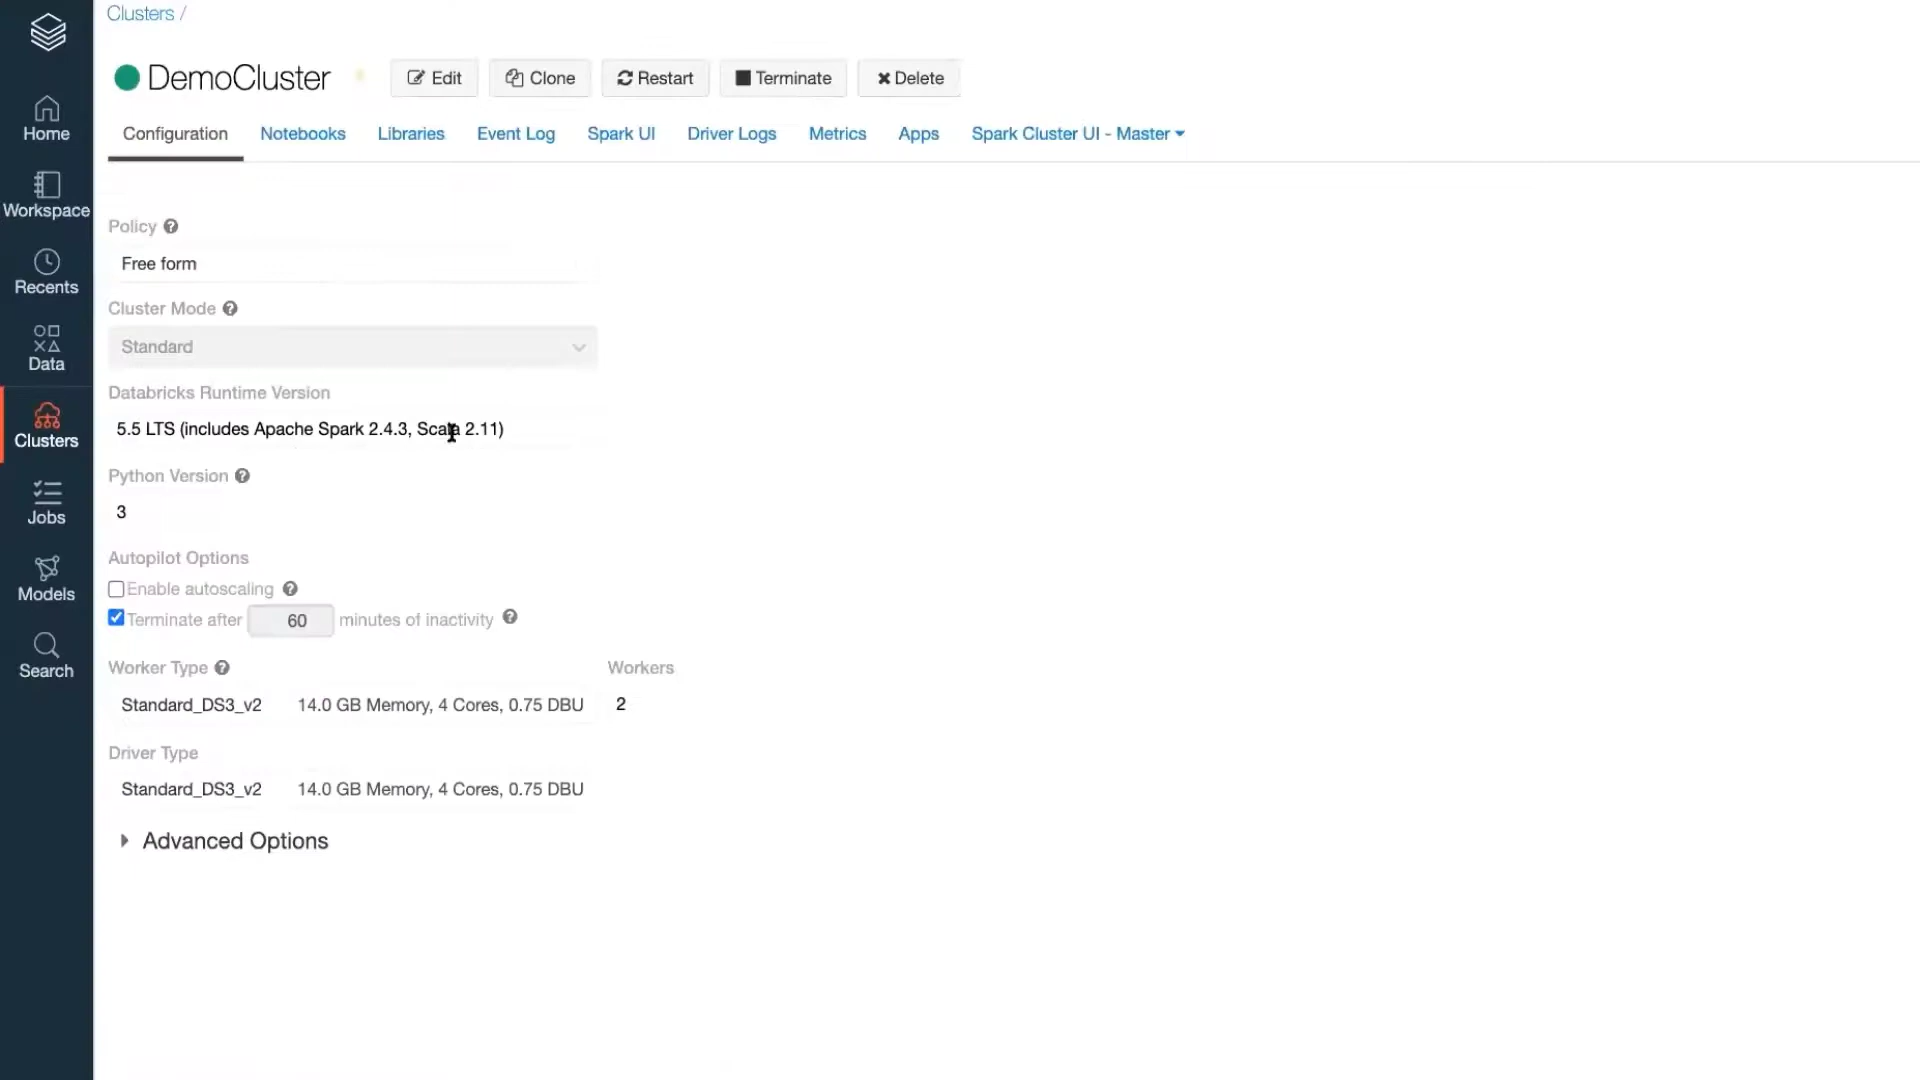 Clusters /
DemoCluster Edit Clone Restart Terminate Delete
Configuration Notebooks Libraries Event Log Spark UI Driver Logs Metrics Apps Spark Cluster UI - Master
Home
Workspace
Recents
Data
Clusters
Jobs
Models
Search
Policy
Free form
Cluster Mode
Standard
Databricks Runtime Version
5.5 LTS (includes Apache Spark 2.4.3, Scala 2.11)
Python Version
3
Autopilot Options
Enable autoscaling
Terminate after 60 minutes of inactivity
Worker Type Workers
Standard_DS3_v2 14.0 GB Memory, 4 Cores, 0.75 DBU 2
Driver Type
Standard_DS3_v2 14.0 GB Memory, 4 Cores, 0.75 DBU
Advanced Options